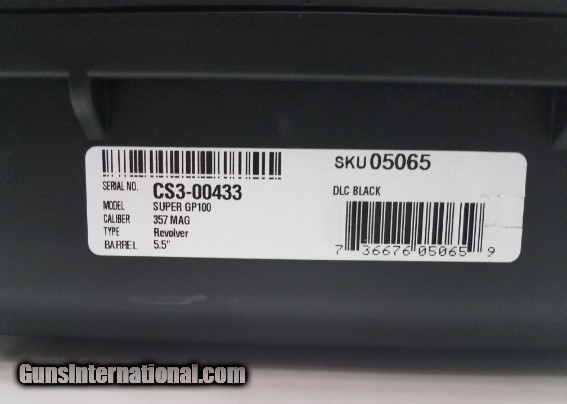 SERIAL NO. CS3-00433
MODEL SUPER GP100
CALIBER 357 MAG
TYPE Revolver
BARREL 5.5"
SKU 05065
DLC BLACK
7 36676 05065 9
GunsInternational.com